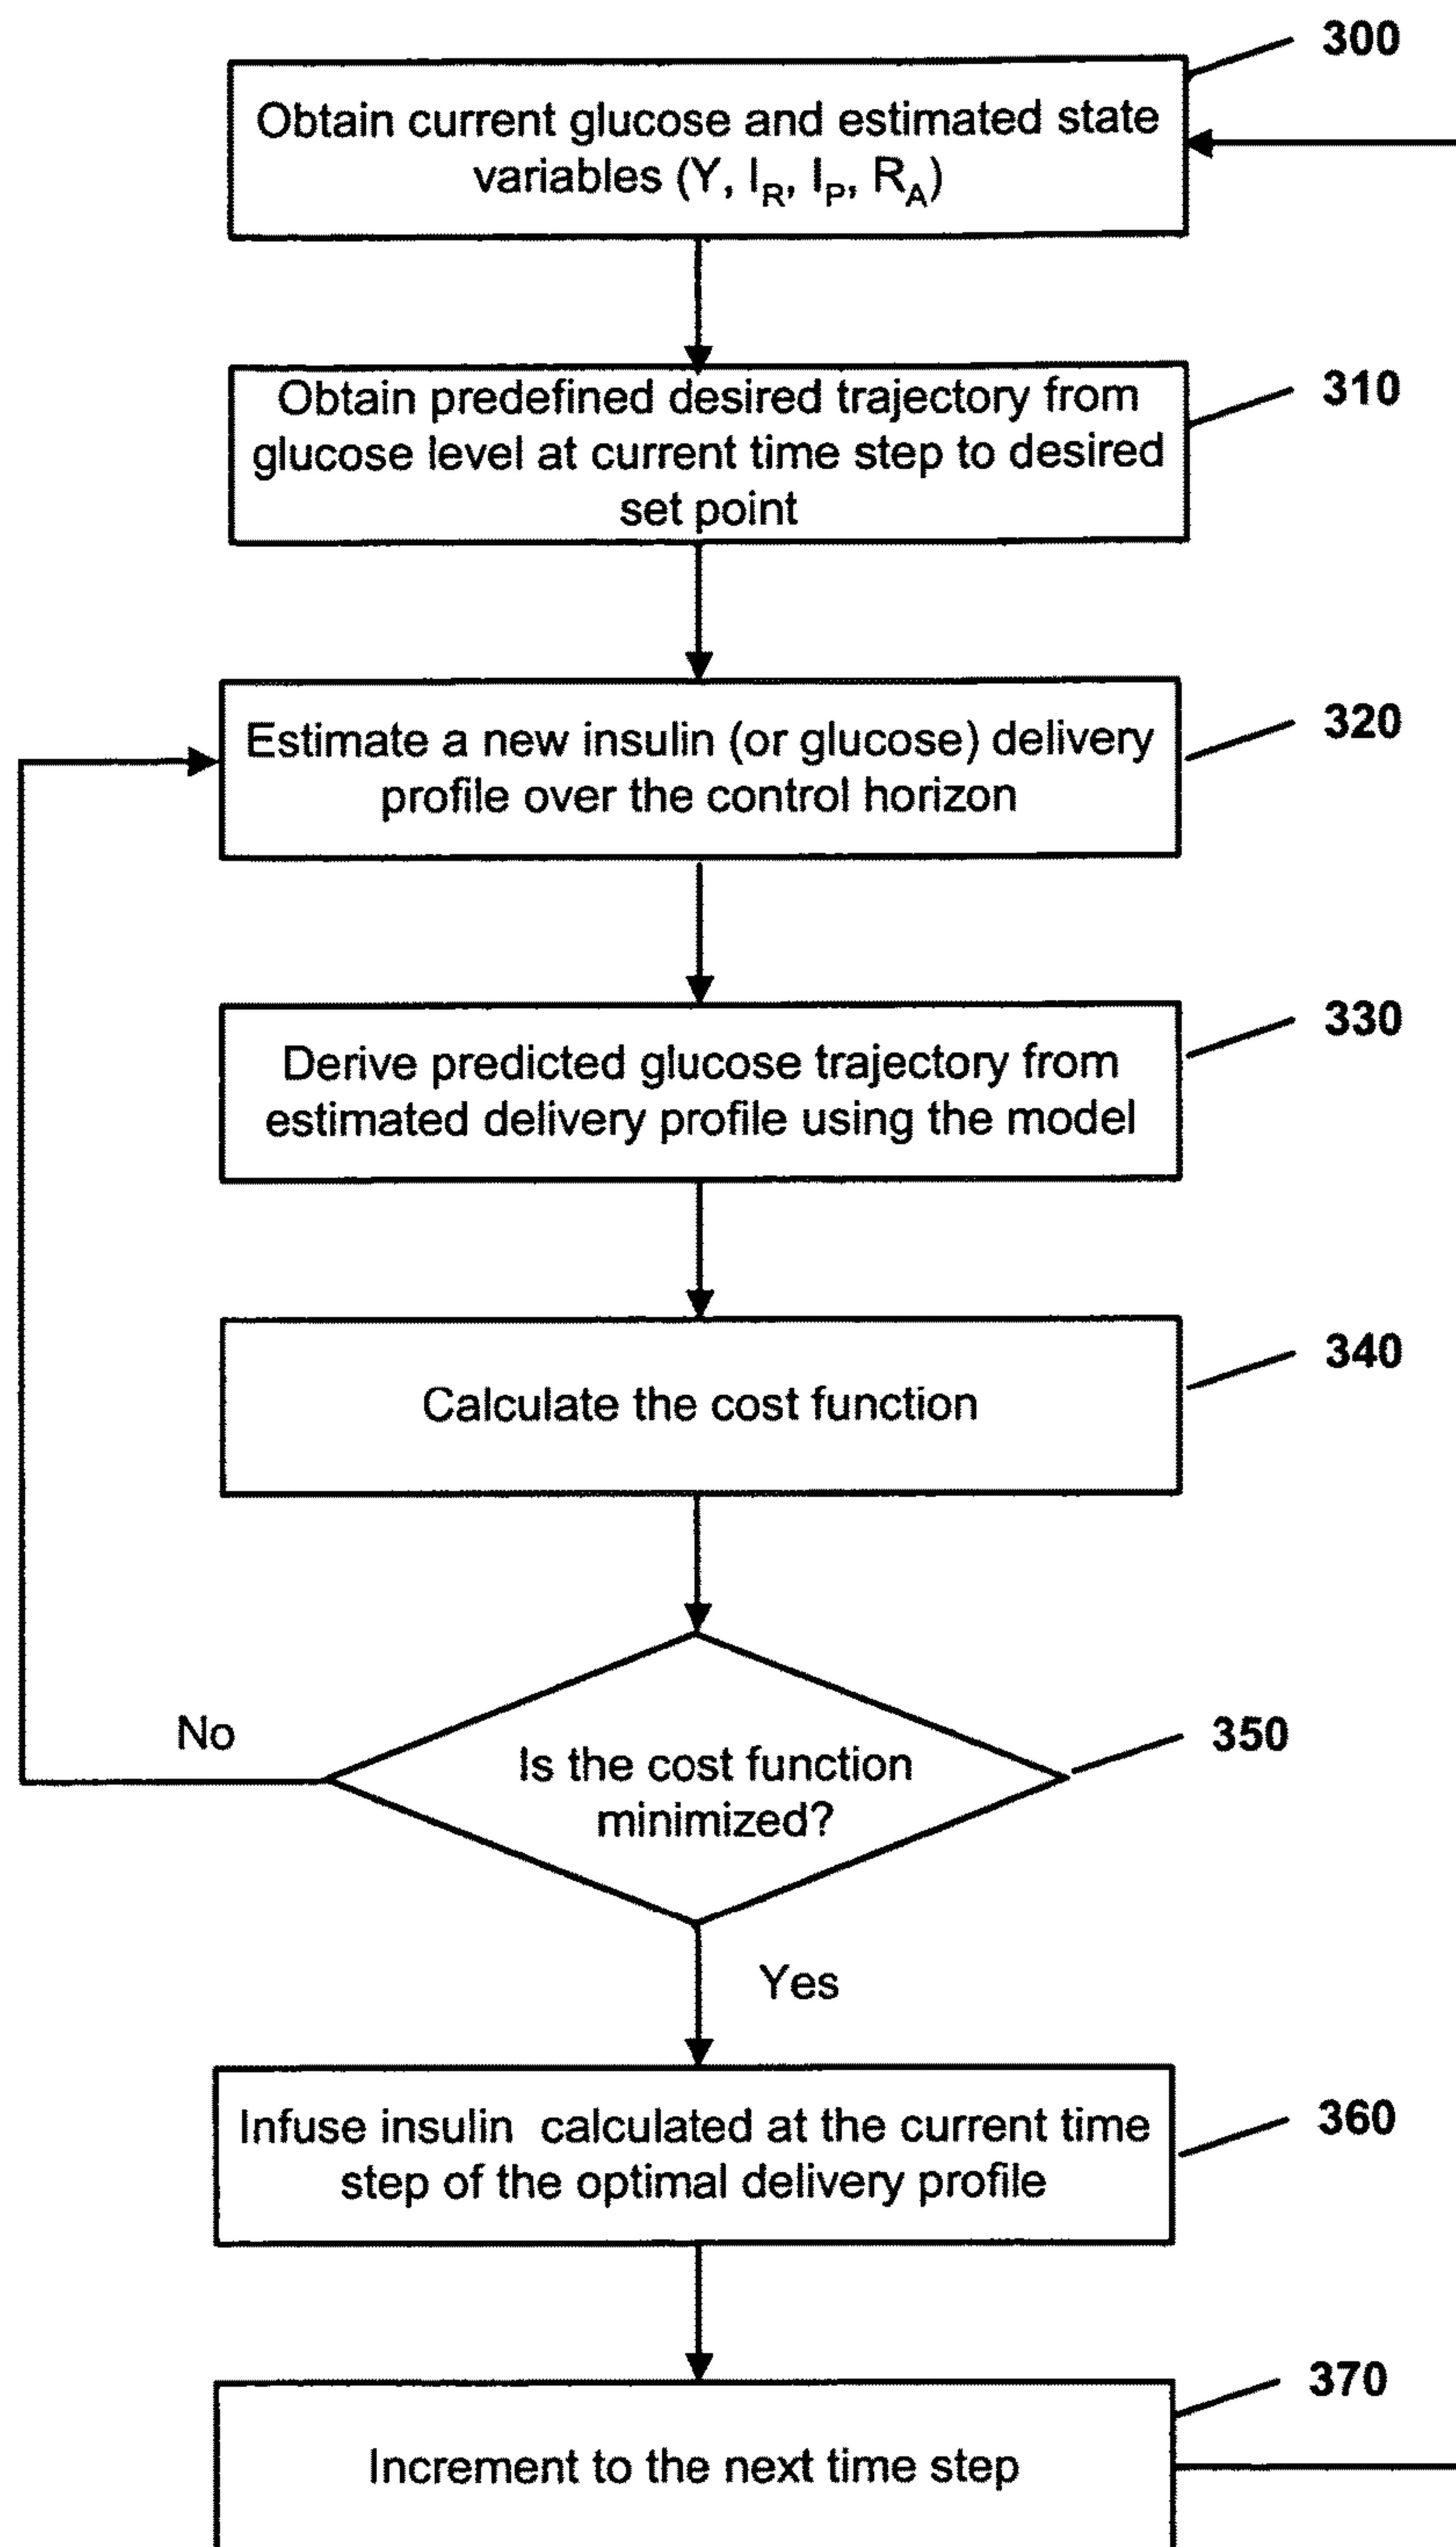 300
Obtain current glucose and estimated state
variables (Y, I_R, I_P, R_A)
310
Obtain predefined desired trajectory from
glucose level at current time step to desired
set point
320
Estimate a new insulin (or glucose) delivery
profile over the control horizon
330
Derive predicted glucose trajectory from
estimated delivery profile using the model
340
Calculate the cost function
350
No
Is the cost function
minimized?
Yes
360
Infuse insulin calculated at the current time
step of the optimal delivery profile
370
Increment to the next time step